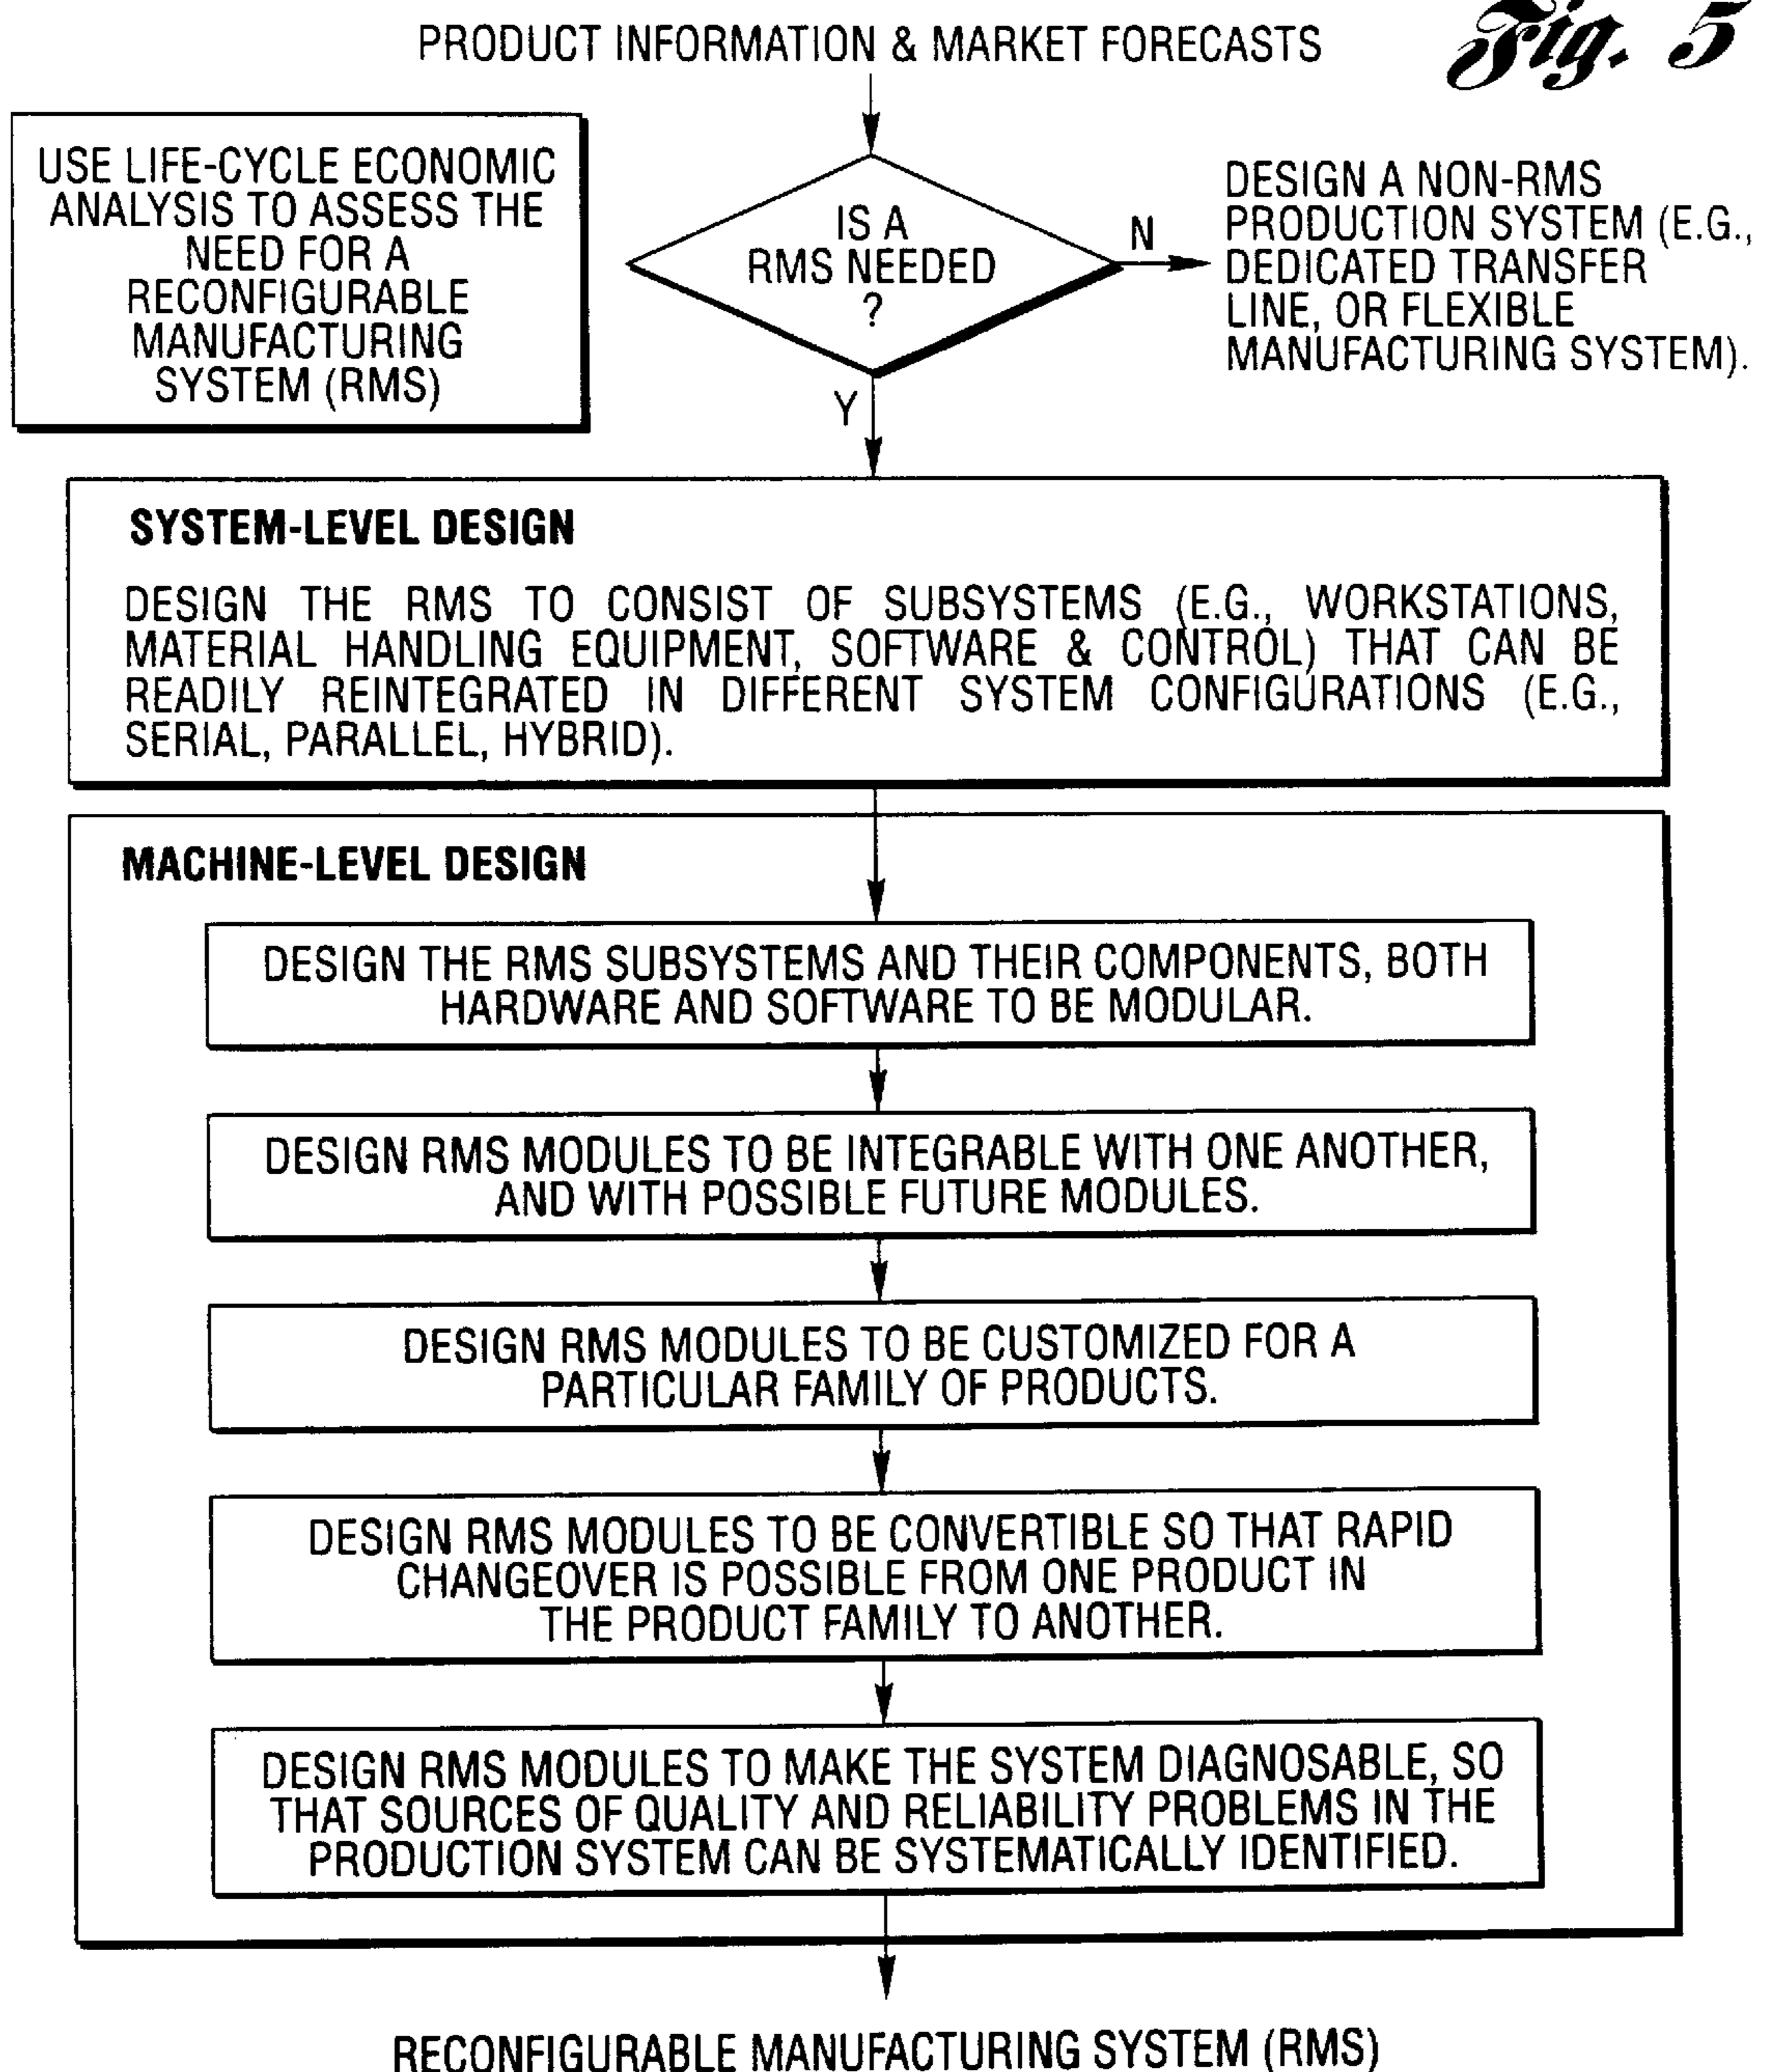 PRODUCT INFORMATION & MARKET FORECASTS
Fig. 5
USE LIFE-CYCLE ECONOMIC
ANALYSIS TO ASSESS THE
NEED FOR A
RECONFIGURABLE
MANUFACTURING
SYSTEM (RMS)
IS A
RMS NEEDED
?
N
DESIGN A NON-RMS
PRODUCTION SYSTEM (E.G.,
DEDICATED TRANSFER
LINE, OR FLEXIBLE
MANUFACTURING SYSTEM).
Y
SYSTEM-LEVEL DESIGN
DESIGN THE RMS TO CONSIST OF SUBSYSTEMS (E.G., WORKSTATIONS,
MATERIAL HANDLING EQUIPMENT, SOFTWARE & CONTROL) THAT CAN BE
READILY REINTEGRATED IN DIFFERENT SYSTEM CONFIGURATIONS (E.G.,
SERIAL, PARALLEL, HYBRID).
MACHINE-LEVEL DESIGN
DESIGN THE RMS SUBSYSTEMS AND THEIR COMPONENTS, BOTH
HARDWARE AND SOFTWARE TO BE MODULAR.
DESIGN RMS MODULES TO BE INTEGRABLE WITH ONE ANOTHER,
AND WITH POSSIBLE FUTURE MODULES.
DESIGN RMS MODULES TO BE CUSTOMIZED FOR A
PARTICULAR FAMILY OF PRODUCTS.
DESIGN RMS MODULES TO BE CONVERTIBLE SO THAT RAPID
CHANGEOVER IS POSSIBLE FROM ONE PRODUCT IN
THE PRODUCT FAMILY TO ANOTHER.
DESIGN RMS MODULES TO MAKE THE SYSTEM DIAGNOSABLE, SO
THAT SOURCES OF QUALITY AND RELIABILITY PROBLEMS IN THE
PRODUCTION SYSTEM CAN BE SYSTEMATICALLY IDENTIFIED.
RECONFIGURABLE MANUFACTURING SYSTEM (RMS)